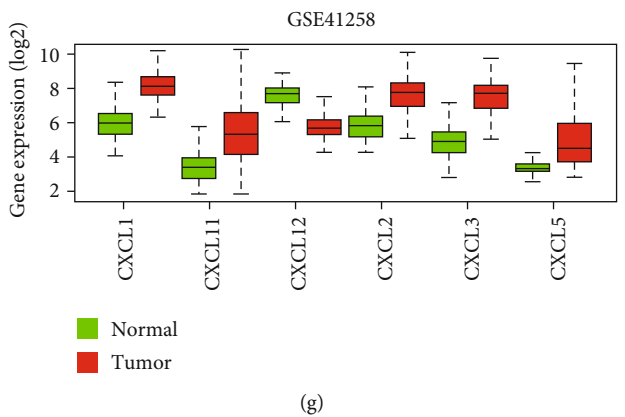 GSE41258
Gene expression (log2)
10
8
6
4
2
CXCL1
CXCL11
CXCL12
CXCL2
CXCL3
CXCL5
Normal
Tumor
(g)